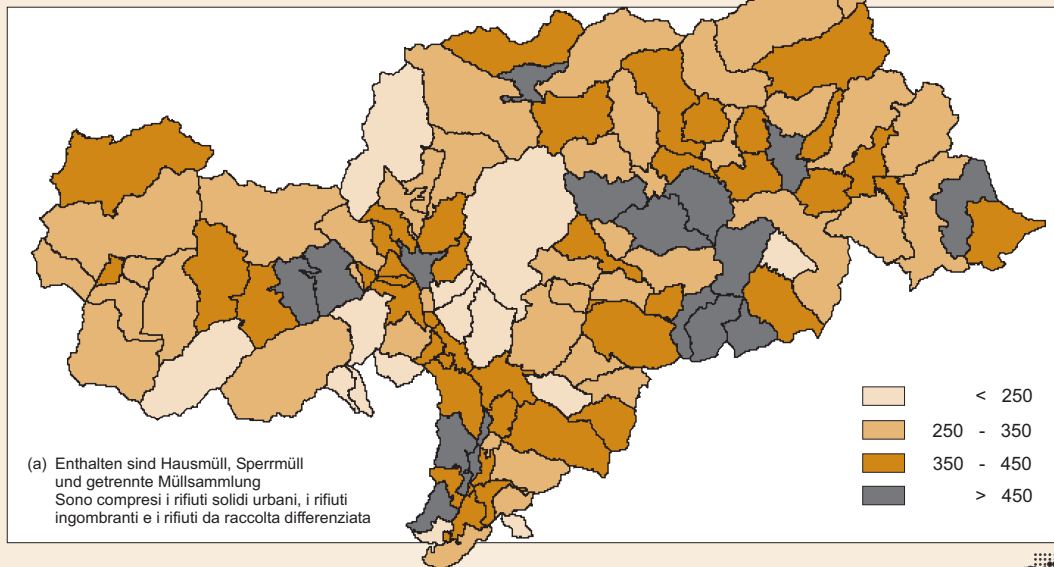 (a) Enthalten sind Hausmüll, Sperrmüll
und getrennte Müllsammlung
Sono compresi i rifiuti solidi urbani, i rifiuti
ingombranti e i rifiuti da raccolta differenziata
< 250
250 - 350
350 - 450
> 450